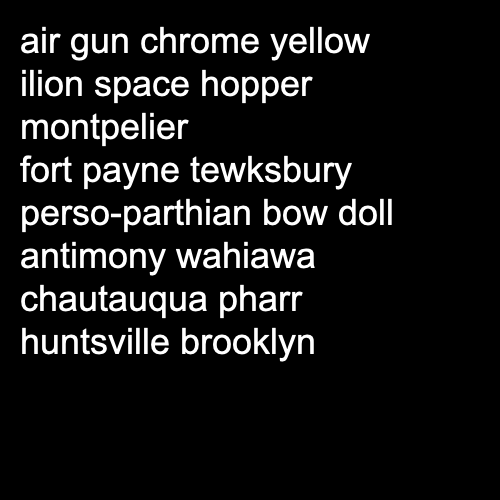 air gun chrome yellow
ilion space hopper
montpelier
fort payne tewksbury
perso-parthian bow doll
antimony wahiawa
chautauqua pharr
huntsville brooklyn